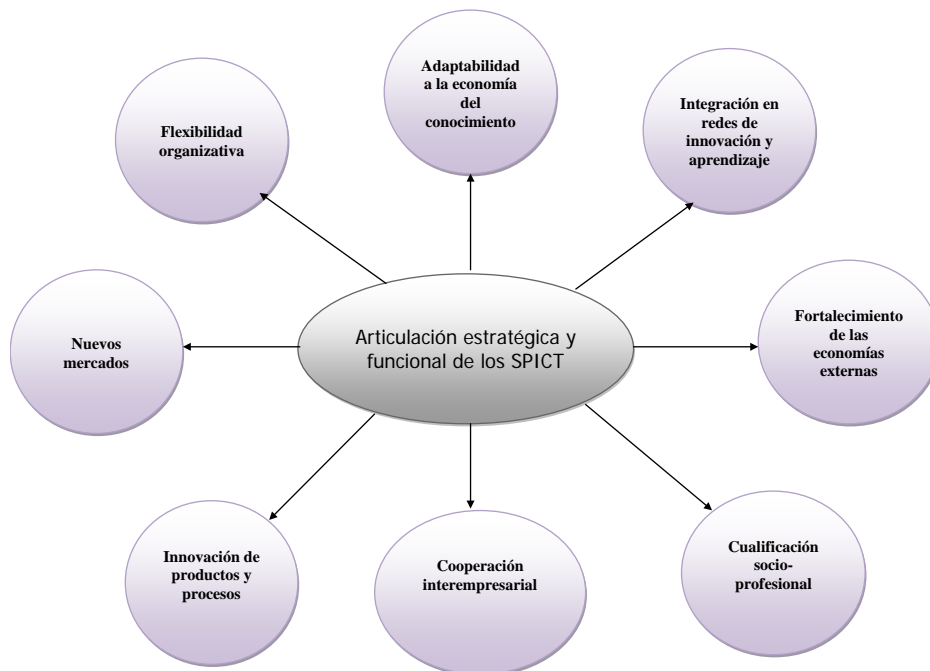 Adaptabilidad
a la economía
del
conocimiento
Flexibilidad
organizativa
Integración en
redes de
innovación y
aprendizaje
Nuevos
mercados
Articulación estratégica y
funcional de los SPICT
Fortalecimiento
de las
economías
externas
Innovación de
productos y
procesos
Cooperación
interempresarial
Cualificación
socio-
profesional